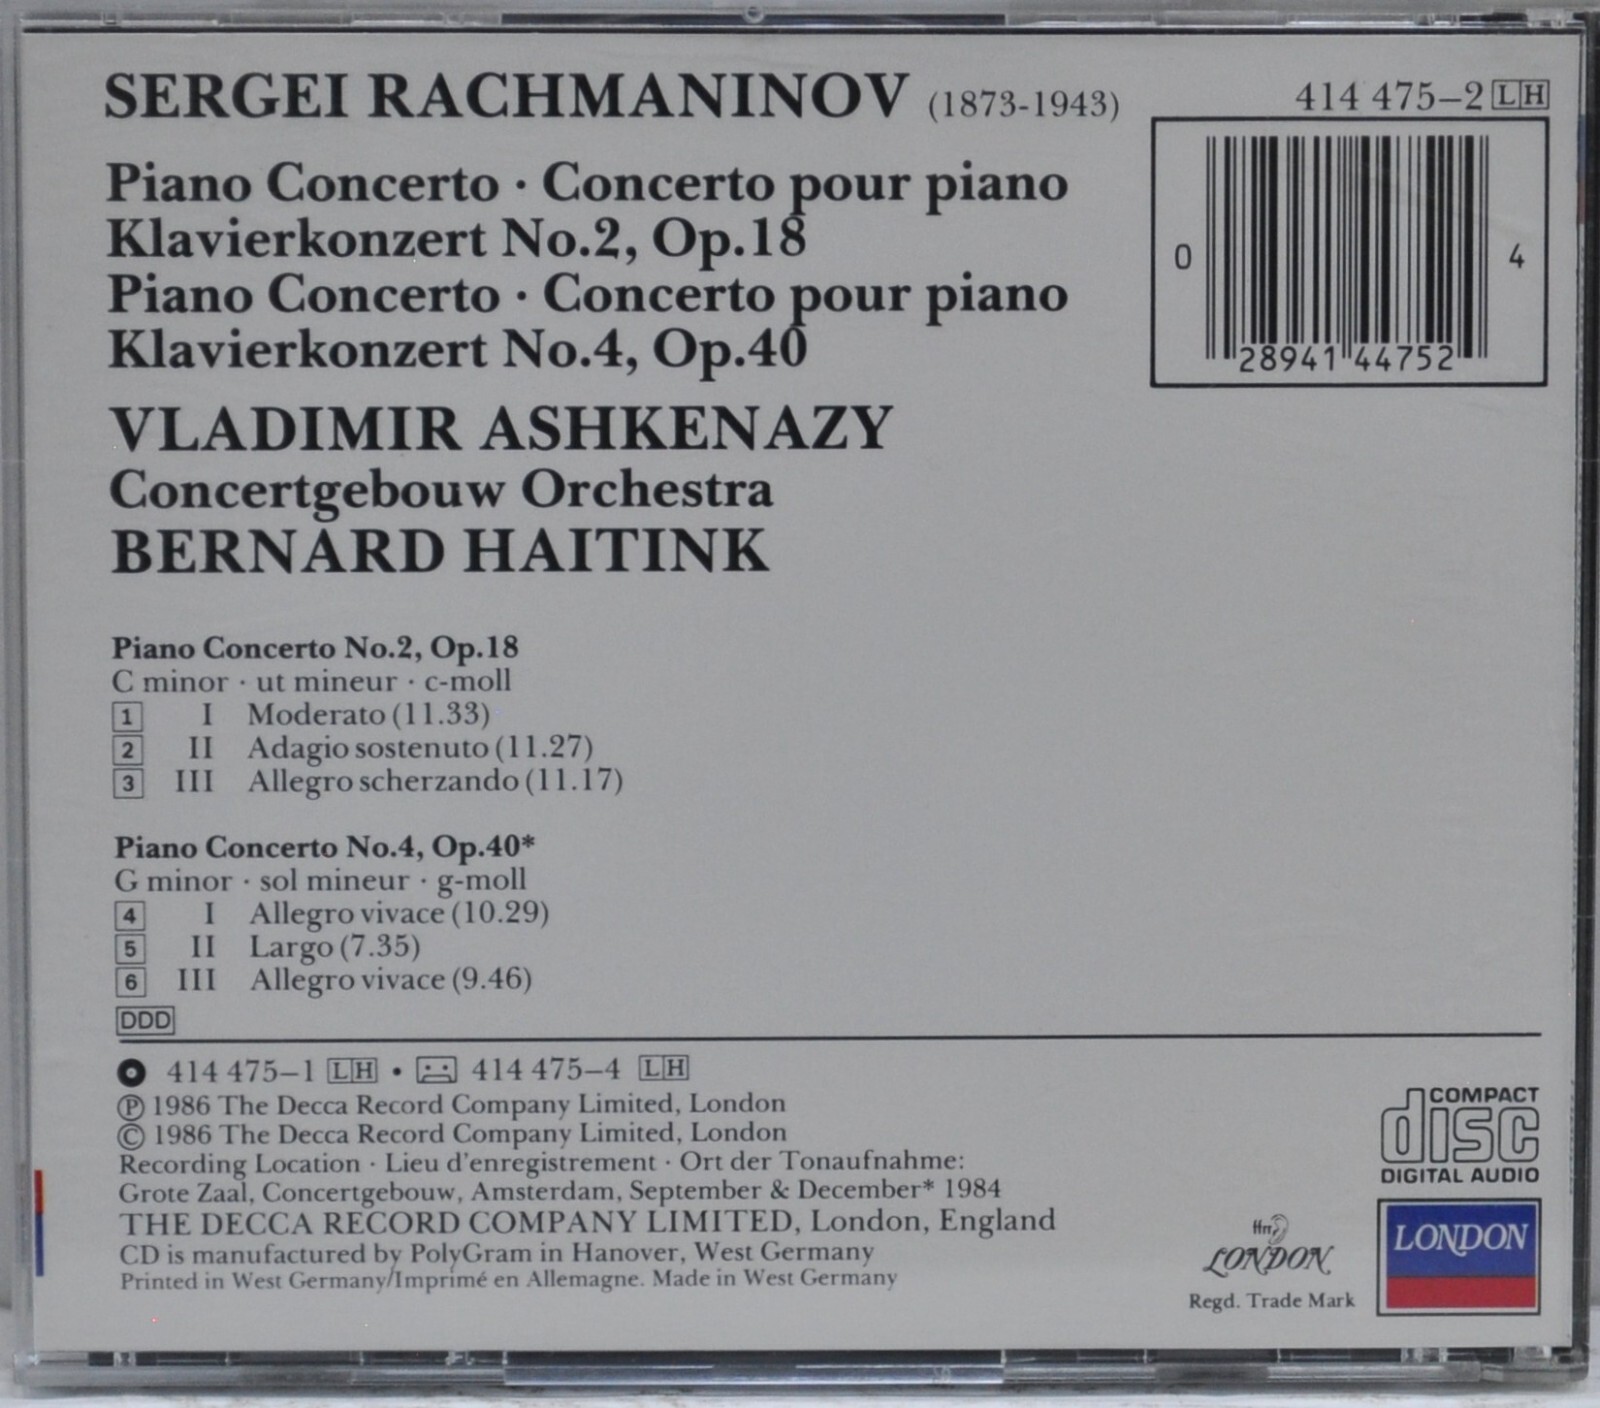 SERGEI RACHMANINOV (1873-1943)
414 475–2 LH
Piano Concerto · Concerto pour piano
Klavierkonzert No.2, Op.18
Piano Concerto · Concerto pour piano
Klavierkonzert No.4, Op.40
0 28941 44752 4
VLADIMIR ASHKENAZY
Concertgebouw Orchestra
BERNARD HAITINK
Piano Concerto No.2, Op.18
C minor · ut mineur · c-moll
1 I Moderato (11.33)
2 II Adagio sostenuto (11.27)
3 III Allegro scherzando (11.17)
Piano Concerto No.4, Op.40*
G minor · sol mineur · g-moll
4 I Allegro vivace (10.29)
5 II Largo (7.35)
6 III Allegro vivace (9.46)
DDD
414 475–1 LH • 414 475–4 LH
Ⓟ 1986 The Decca Record Company Limited, London
© 1986 The Decca Record Company Limited, London
Recording Location · Lieu d'enregistrement · Ort der Tonaufnahme:
Grote Zaal, Concertgebouw, Amsterdam, September & December* 1984
THE DECCA RECORD COMPANY LIMITED, London, England
CD is manufactured by PolyGram in Hanover, West Germany
Printed in West Germany/Imprimé en Allemagne. Made in West Germany
COMPACT
disc
DIGITAL AUDIO
ffrr
LONDON
Regd. Trade Mark
LONDON